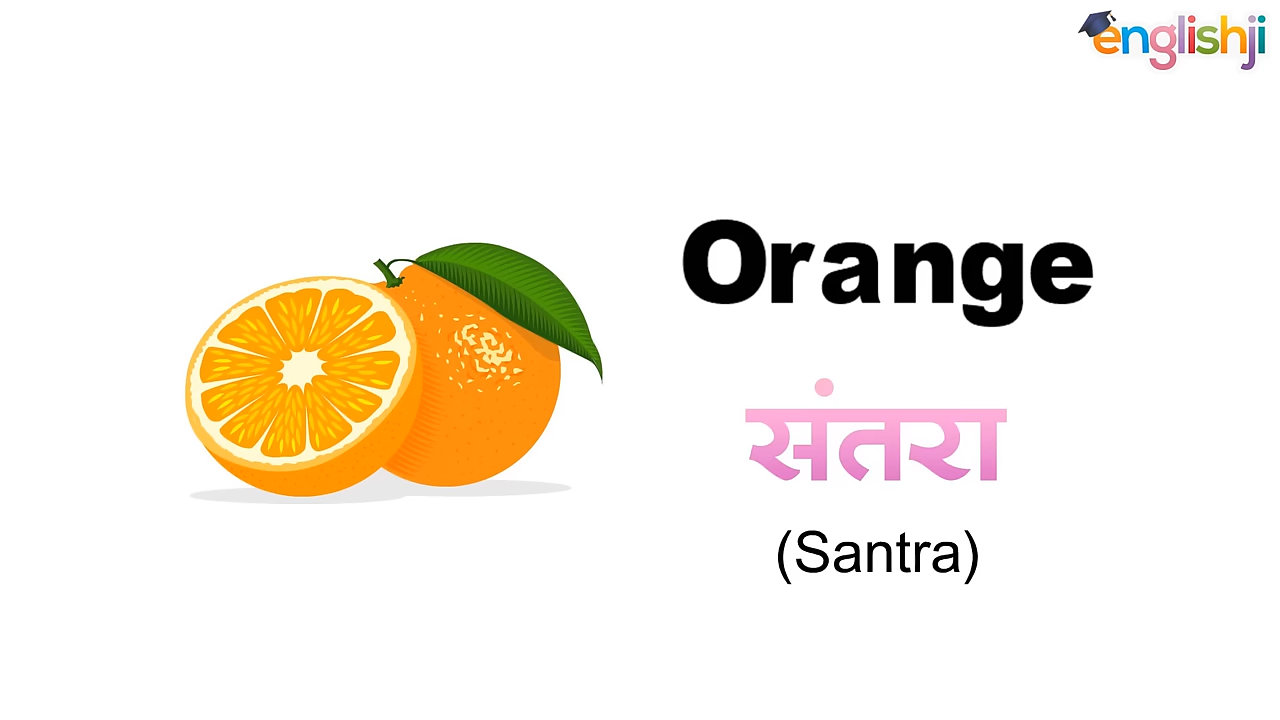 englishji
Orange
संतरा
(Santra)